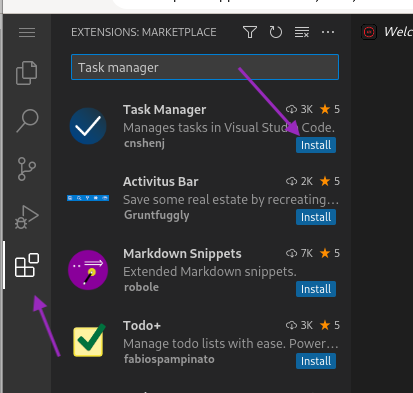 EXTENSIONS: MARKETPLACE
Welc
Task manager
Task Manager 3K 5
Manages tasks in Visual Studio Code.
cnshenj Install
Activitus Bar 2K 5
Save some real estate by recreating...
Gruntfuggly Install
Markdown Snippets 7K 5
Extended Markdown snippets.
robole Install
Todo+ 3K 5
Manage todo lists with ease. Power...
fabiospampinato Install